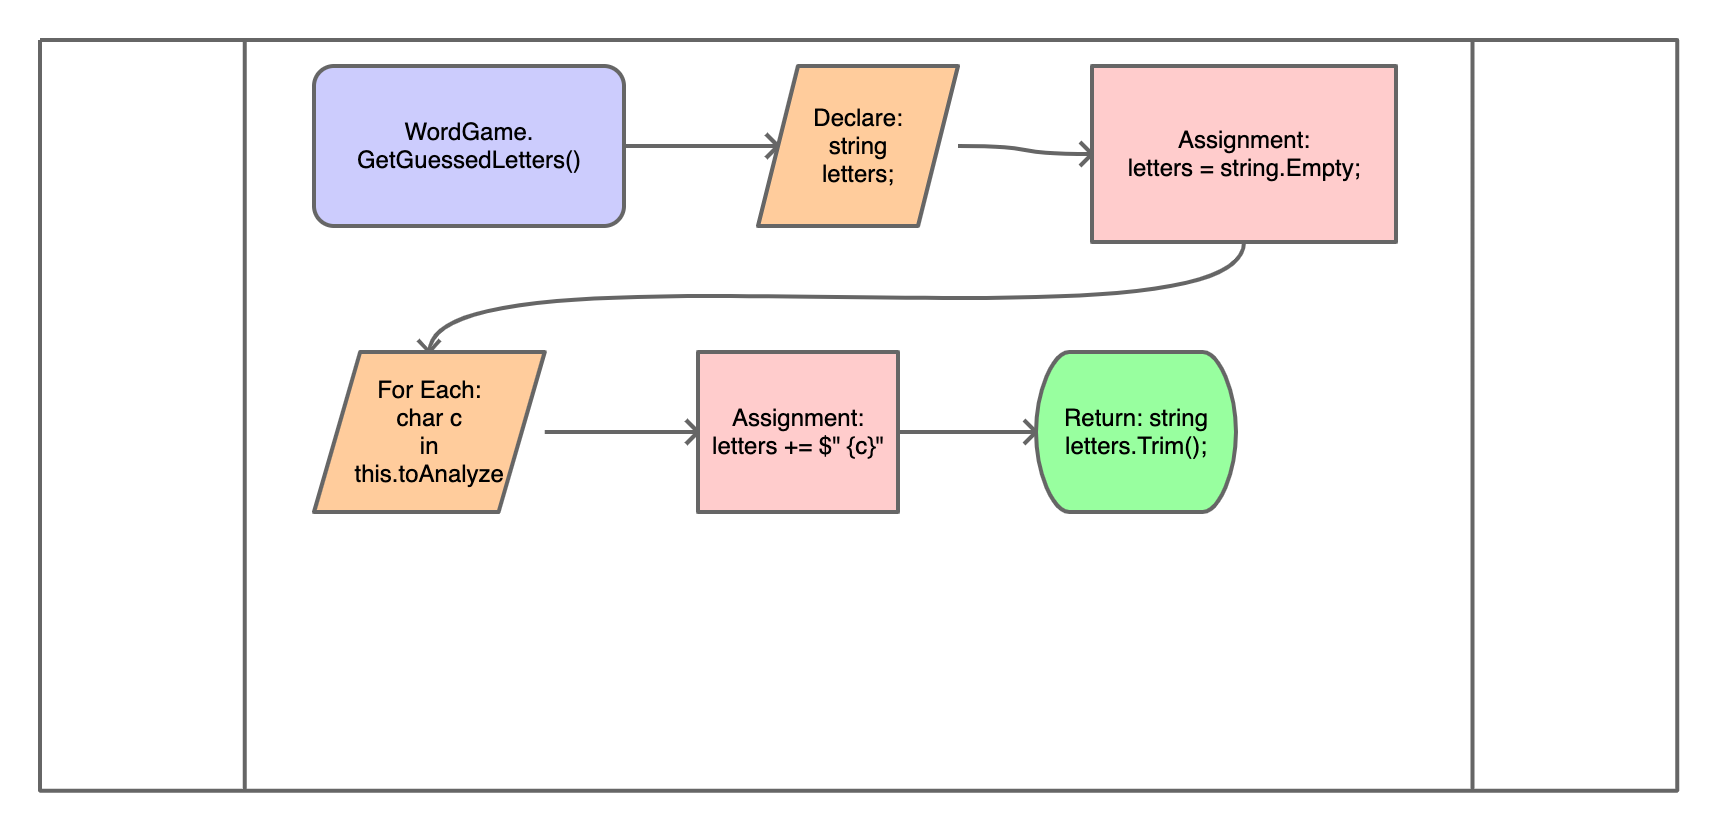 WordGame.
GetGuessedLetters()
Declare:
string
letters;
Assignment:
letters = string.Empty;
For Each:
char c
in
this.toAnalyze
Assignment:
letters += $" {c}"
Return: string
letters.Trim();